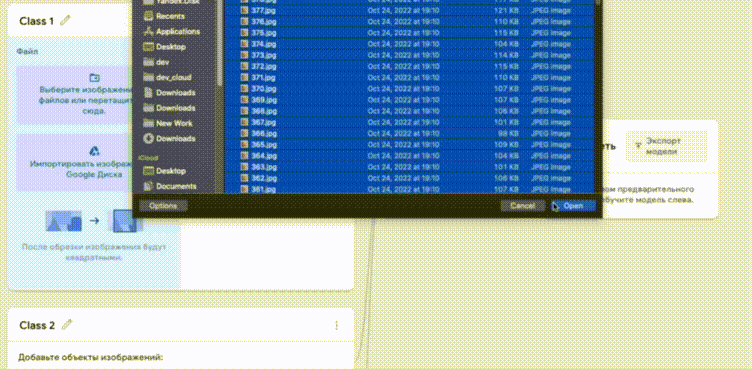 Class 1
Файл
Выберите изображени
файлов или перетащит
сюда.
Импортировать изображ
Google Диска
После обрезки изображения будут
квадратными.
Yandex.Disk
Recents
Applications
Desktop
dev
dev_cloud
Downloads
Downloads
New Work
Downloads
iCloud
Desktop
Documents
377.jpg Oct 24, 2022 at 19:10 121 KB JPEG image
376.jpg Oct 24, 2022 at 19:10 110 KB JPEG image
375.jpg Oct 24, 2022 at 19:10 115 KB JPEG image
374.jpg Oct 24, 2022 at 19:10 104 KB JPEG image
373.jpg Oct 24, 2022 at 19:10 114 KB JPEG image
372.jpg Oct 24, 2022 at 19:10 115 KB JPEG image
371.jpg Oct 24, 2022 at 19:10 110 KB JPEG image
370.jpg Oct 24, 2022 at 19:10 107 KB JPEG image
369.jpg Oct 24, 2022 at 19:10 107 KB JPEG image
368.jpg Oct 24, 2022 at 19:10 106 KB JPEG image
367.jpg Oct 24, 2022 at 19:10 101 KB JPEG image
366.jpg Oct 24, 2022 at 19:10 98 KB JPEG image
365.jpg Oct 24, 2022 at 19:10 109 KB JPEG image
364.jpg Oct 24, 2022 at 19:10 104 KB JPEG image
363.jpg Oct 24, 2022 at 19:10 101 KB JPEG image
362.jpg Oct 24, 2022 at 19:10 106 KB JPEG image
361.jpg Oct 24, 2022 at 19:10 107 KB JPEG image
Options Cancel Open
еть
Экспорт
модели
лом предварительного
бучите модель слева.
Class 2
Добавьте объекты изображений: